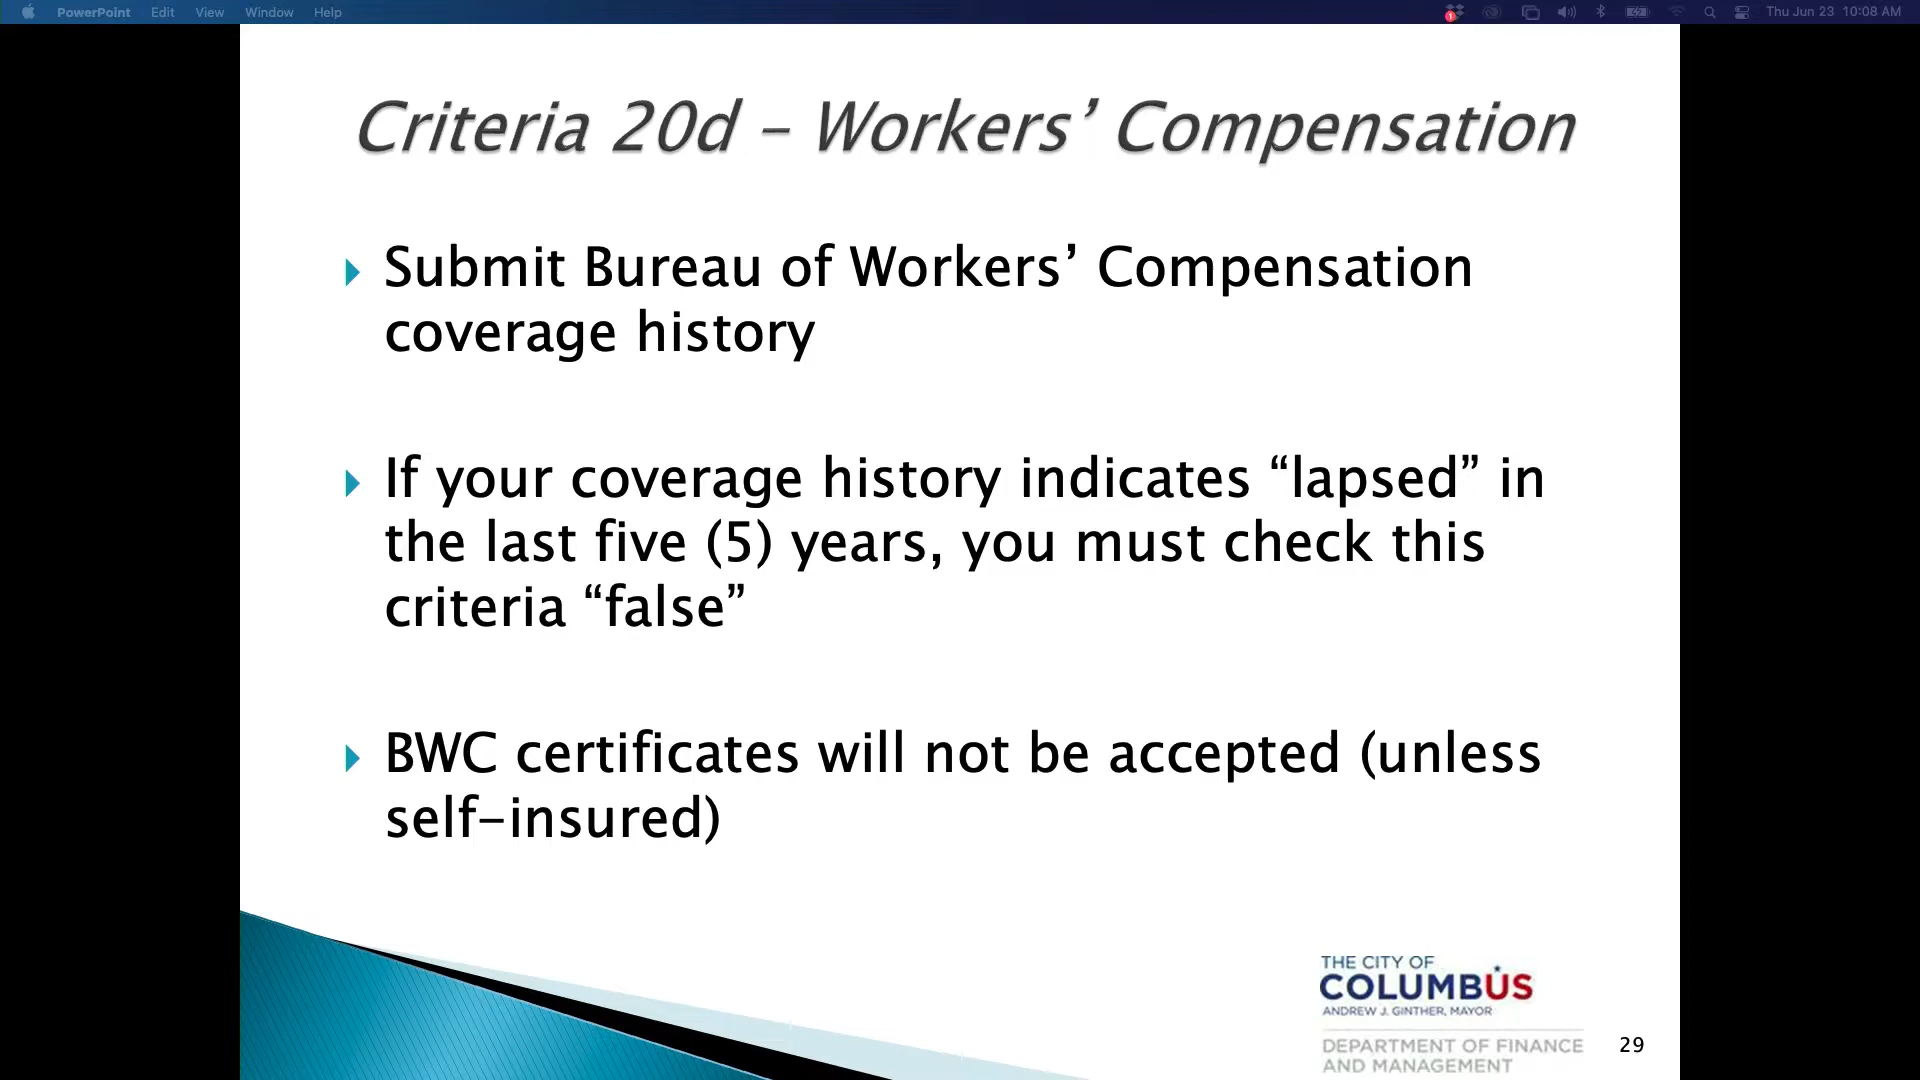 PowerPoint Edit View Window Help
1
Thu Jun 23 10:08 AM
Criteria 20d – Workers’ Compensation
Submit Bureau of Workers’ Compensation
coverage history
If your coverage history indicates “lapsed” in
the last five (5) years, you must check this
criteria “false”
BWC certificates will not be accepted (unless
self-insured)
THE CITY OF
COLUMBUS
ANDREW J. GINTHER, MAYOR
DEPARTMENT OF FINANCE
AND MANAGEMENT
29